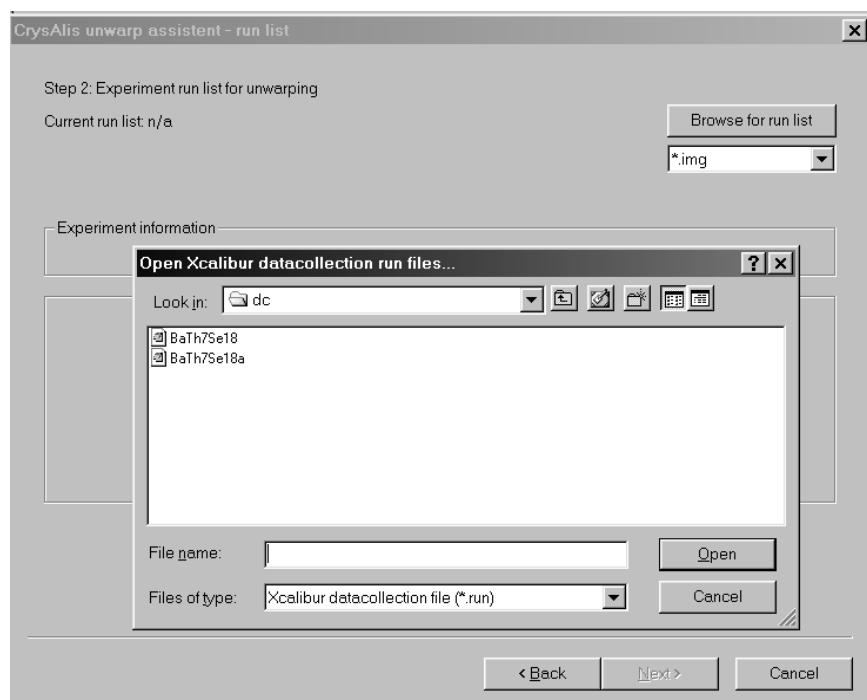 CrysAlis unwarp assistent - run list
Step 2: Experiment run list for unwarping
Current run list: n/a
Browse for run list
*.img
Experiment information
Open Xcalibur datacollection run files...
Look in: dc
BaTh7Se18
BaTh7Se18a
File name:
Open
Files of type: Xcalibur datacollection file (*.run)
Cancel
< Back Next > Cancel